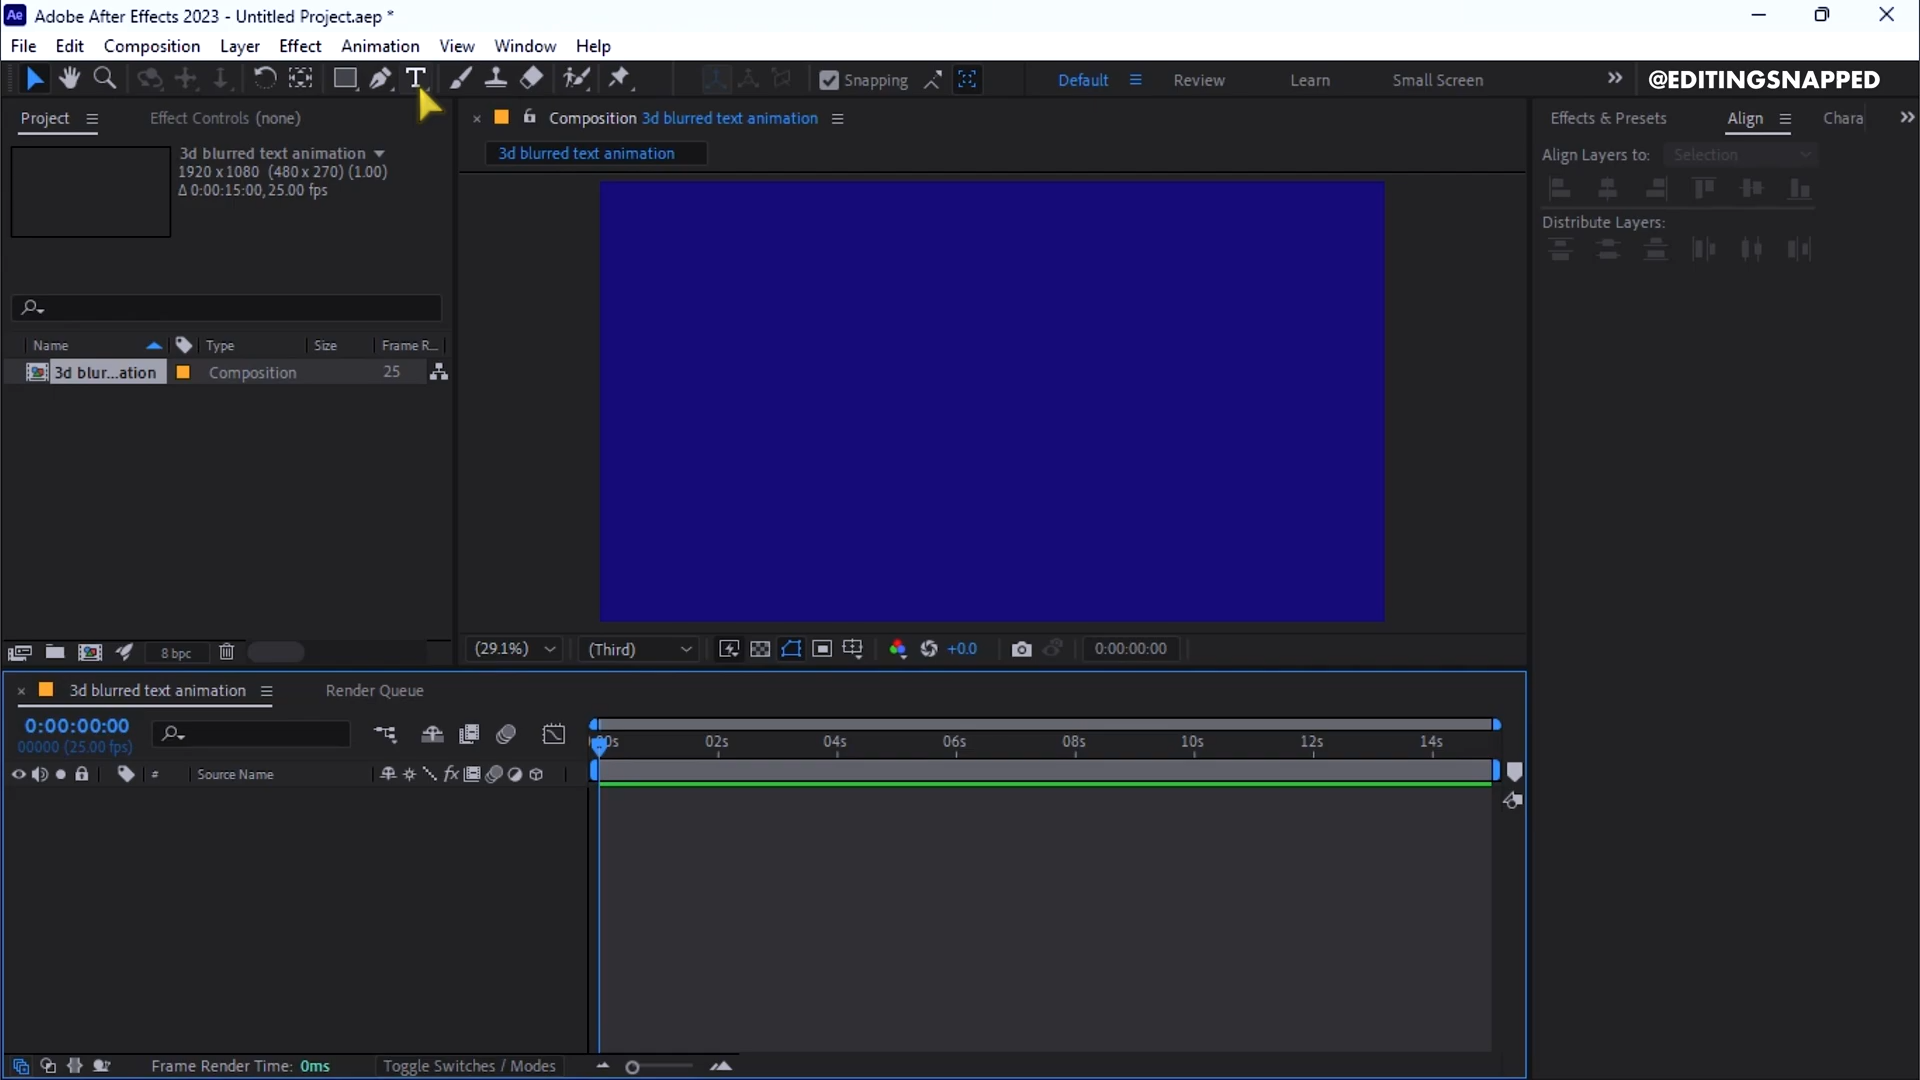 Ae Adobe After Effects 2023 - Untitled Project.aep *
File Edit Composition Layer Effect Animation View Window Help
T Snapping Default Review Learn Small Screen @EDITINGSNAPPED
Project Effect Controls (none) Composition 3d blurred text animation Effects & Presets Align Chara
3d blurred text animation
3d blurred text animation
1920 x 1080 (480 x 270) (1.00)
Δ 0:00:15:00, 25.00 fps
Align Layers to: Selection
Distribute Layers:
Name Type Size Frame R...
3d blur...ation Composition 25
8 bpc (29.1%) (Third) +0.0 0:00:00:00
3d blurred text animation Render Queue
0:00:00:00
00000 (25.00 fps)
02s 04s 06s 08s 10s 12s 14s
# Source Name fx
Frame Render Time: 0ms Toggle Switches / Modes